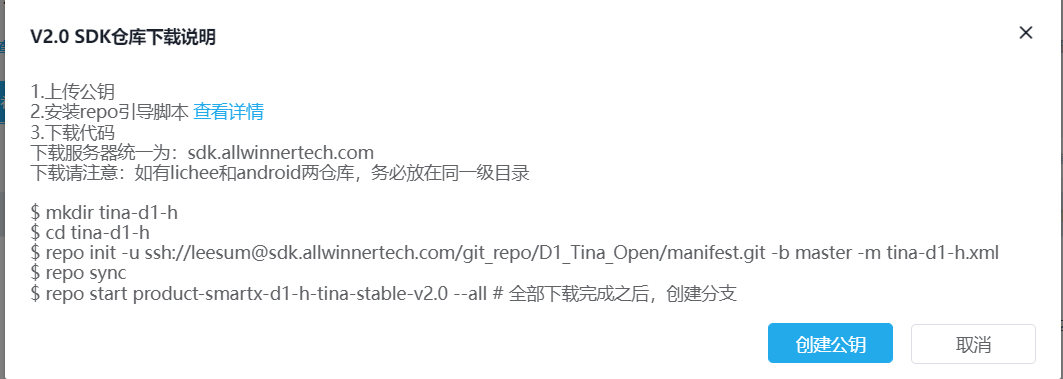 V2.0 SDK仓库下载说明
1.上传公钥
2.安装repo引导脚本 查看详情
3.下载代码
下载服务器统一为：sdk.allwinnertech.com
下载请注意：如有lichee和android两仓库，务必放在同一级目录
$ mkdir tina-d1-h
$ cd tina-d1-h
$ repo init -u ssh://leesum@sdk.allwinnertech.com/git_repo/D1_Tina_Open/manifest.git -b master -m tina-d1-h.xml
$ repo sync
$ repo start product-smartx-d1-h-tina-stable-v2.0 --all # 全部下载完成之后，创建分支
创建公钥
取消